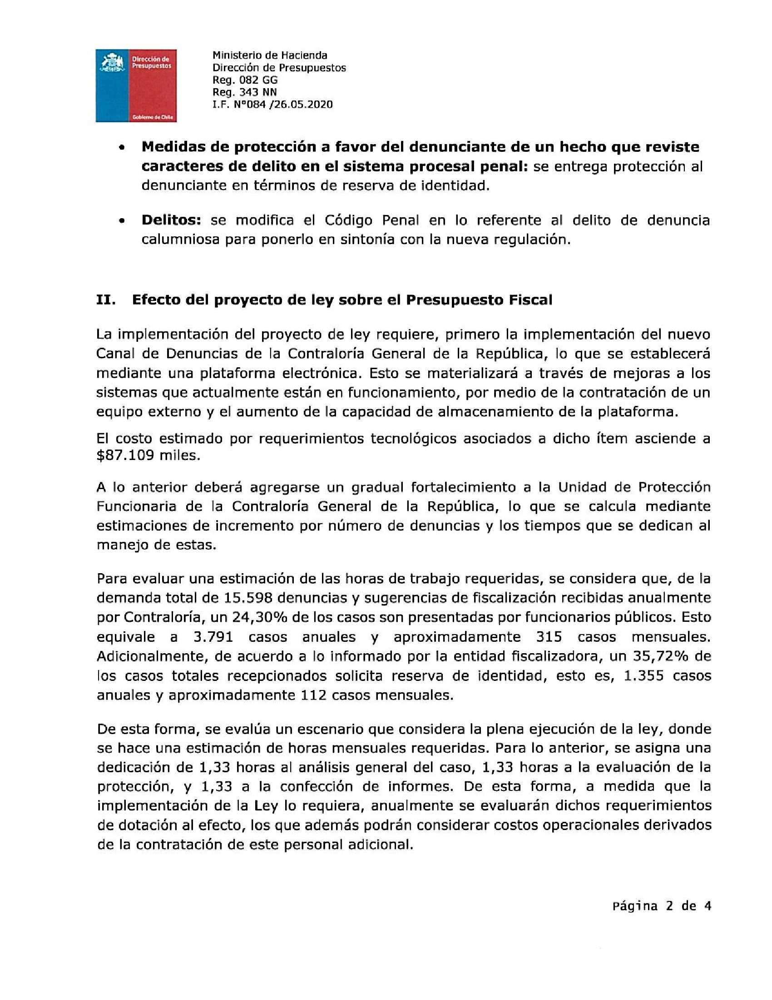 Dirección de
Presupuestos
Gobierno de Chile
Ministerio de Hacienda
Dirección de Presupuestos
Reg. 082 GG
Reg. 343 NN
I.F. N°084 /26.05.2020
• Medidas de protección a favor del denunciante de un hecho que reviste
caracteres de delito en el sistema procesal penal: se entrega protección al
denunciante en términos de reserva de identidad.
• Delitos: se modifica el Código Penal en lo referente al delito de denuncia
calumniosa para ponerlo en sintonía con la nueva regulación.
II. Efecto del proyecto de ley sobre el Presupuesto Fiscal
La implementación del proyecto de ley requiere, primero la implementación del nuevo
Canal de Denuncias de la Contraloría General de la República, lo que se establecerá
mediante una plataforma electrónica. Esto se materializará a través de mejoras a los
sistemas que actualmente están en funcionamiento, por medio de la contratación de un
equipo externo y el aumento de la capacidad de almacenamiento de la plataforma.
El costo estimado por requerimientos tecnológicos asociados a dicho ítem asciende a
$87.109 miles.
A lo anterior deberá agregarse un gradual fortalecimiento a la Unidad de Protección
Funcionaria de la Contraloría General de la República, lo que se calcula mediante
estimaciones de incremento por número de denuncias y los tiempos que se dedican al
manejo de estas.
Para evaluar una estimación de las horas de trabajo requeridas, se considera que, de la
demanda total de 15.598 denuncias y sugerencias de fiscalización recibidas anualmente
por Contraloría, un 24,30% de los casos son presentadas por funcionarios públicos. Esto
equivale a 3.791 casos anuales y aproximadamente 315 casos mensuales.
Adicionalmente, de acuerdo a lo informado por la entidad fiscalizadora, un 35,72% de
los casos totales recepcionados solicita reserva de identidad, esto es, 1.355 casos
anuales y aproximadamente 112 casos mensuales.
De esta forma, se evalúa un escenario que considera la plena ejecución de la ley, donde
se hace una estimación de horas mensuales requeridas. Para lo anterior, se asigna una
dedicación de 1,33 horas al análisis general del caso, 1,33 horas a la evaluación de la
protección, y 1,33 a la confección de informes. De esta forma, a medida que la
implementación de la Ley lo requiera, anualmente se evaluarán dichos requerimientos
de dotación al efecto, los que además podrán considerar costos operacionales derivados
de la contratación de este personal adicional.
Página 2 de 4